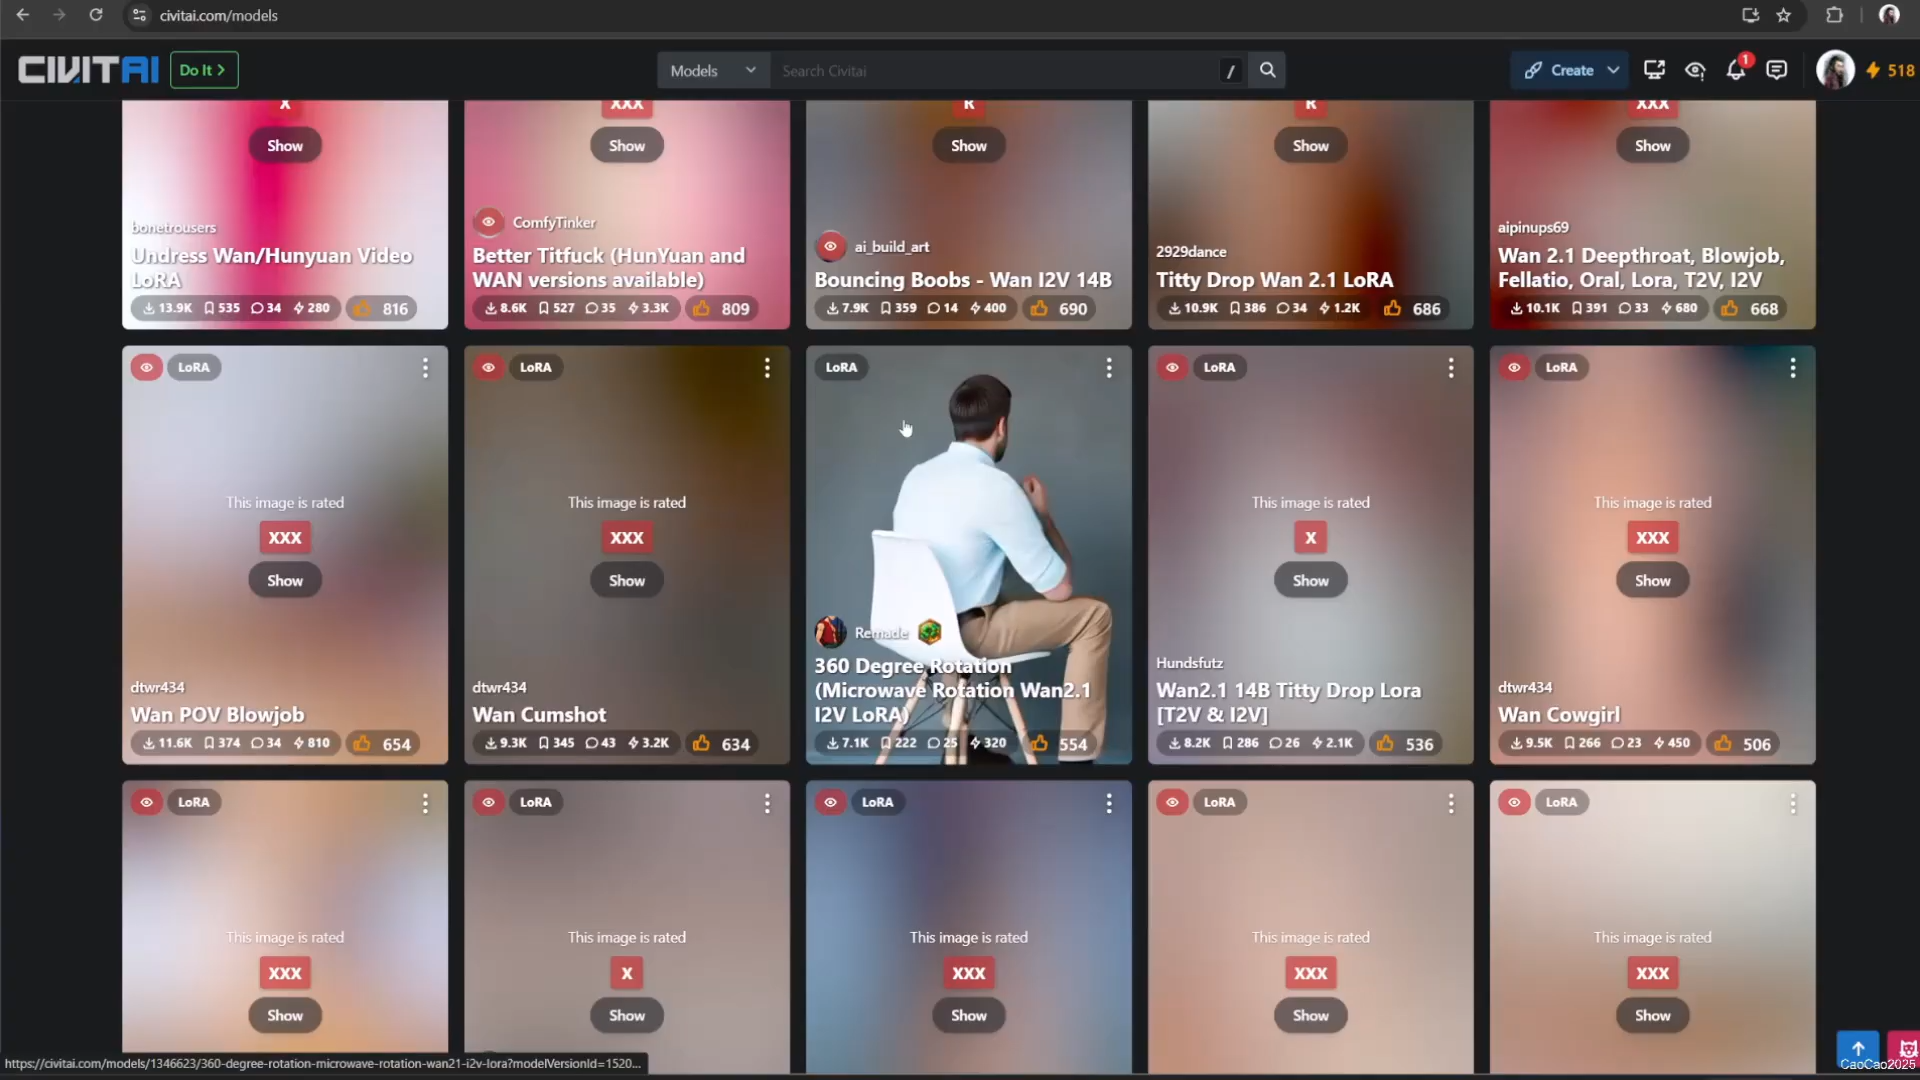 civitai.com/models
CIVITAI
Do It >
Models
Search Civitai
/
Create
1
518
X
Show
bonetrousers
Undress Wan/Hunyuan Video
LoRA
13.9K 535 34 280 816
XXX
Show
ComfyTinker
Better Titfuck (HunYuan and
WAN versions available)
8.6K 527 35 3.3K 809
R
Show
ai_build_art
Bouncing Boobs - Wan I2V 14B
7.9K 359 14 400 690
R
Show
2929dance
Titty Drop Wan 2.1 LoRA
10.9K 386 34 1.2K 686
XXX
Show
aipinups69
Wan 2.1 Deepthroat, Blowjob,
Fellatio, Oral, Lora, T2V, I2V
10.1K 391 33 680 668
LoRA
This image is rated
XXX
Show
dtwr434
Wan POV Blowjob
11.6K 374 34 810 654
LoRA
This image is rated
XXX
Show
dtwr434
Wan Cumshot
9.3K 345 43 3.2K 634
LoRA
Remade
360 Degree Rotation
(Microwave Rotation Wan2.1
I2V LoRA)
7.1K 222 25 320 554
LoRA
This image is rated
X
Show
Hundsfutz
Wan2.1 14B Titty Drop Lora
[T2V & I2V]
8.2K 286 26 2.1K 536
LoRA
This image is rated
XXX
Show
dtwr434
Wan Cowgirl
9.5K 266 23 450 506
LoRA
This image is rated
XXX
Show
LoRA
This image is rated
X
Show
LoRA
This image is rated
XXX
Show
LoRA
This image is rated
XXX
Show
LoRA
This image is rated
XXX
Show
https://civitai.com/models/1346623/360-degree-rotation-microwave-rotation-wan21-i2v-lora?modelVersionId=1520...
CaoCao2025